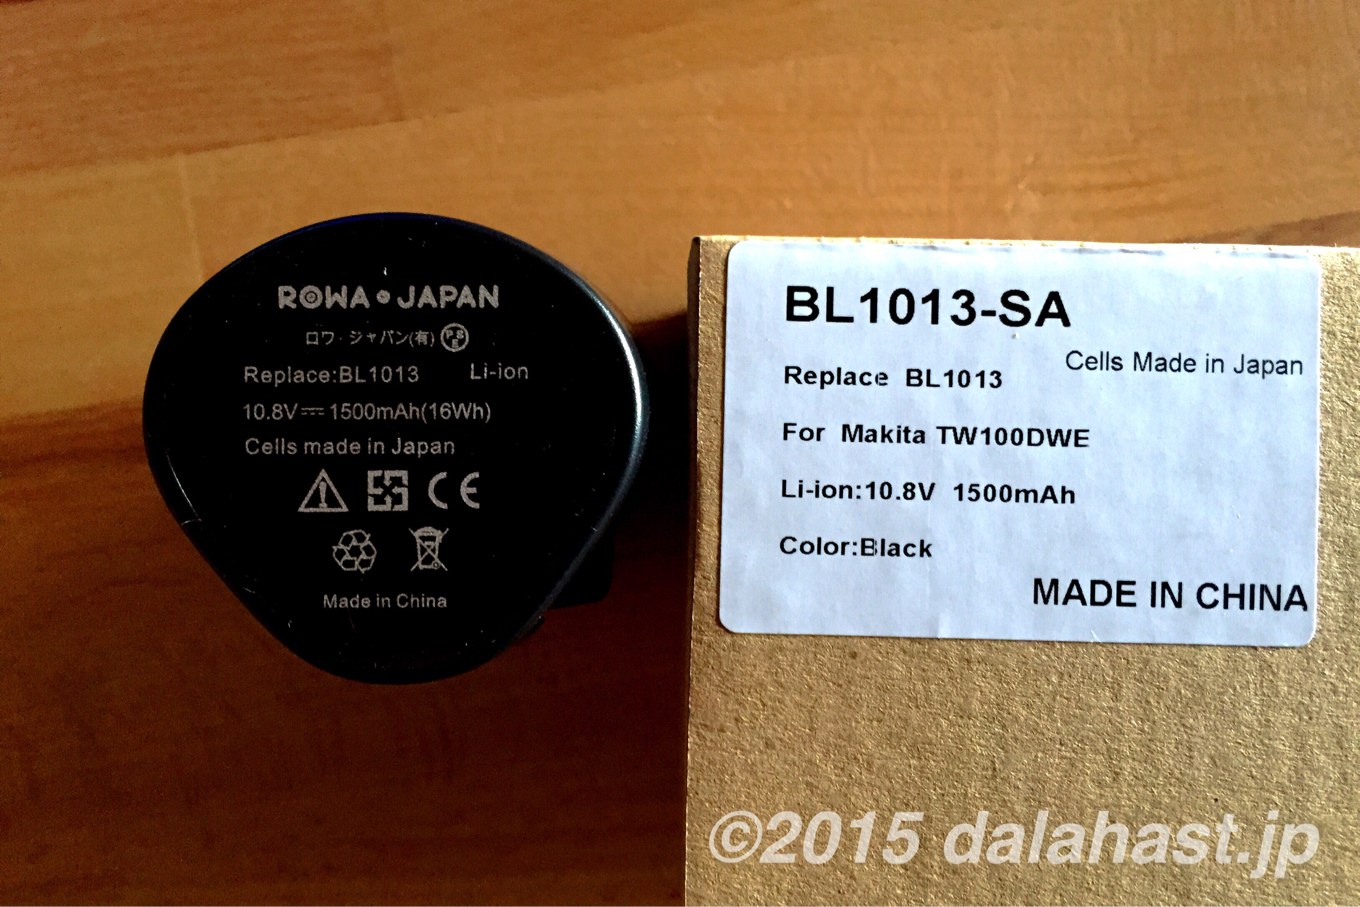 ROWA JAPAN
ロワ・ジャパン(有) PSE
Replace:BL1013 Li-ion
10.8V⎓1500mAh(16Wh)
Cells made in Japan
CE
Made in China
BL1013-SA
Cells Made in Japan
Replace BL1013
For Makita TW100DWE
Li-ion:10.8V 1500mAh
Color:Black
MADE IN CHINA
©2015 dalahast.jp